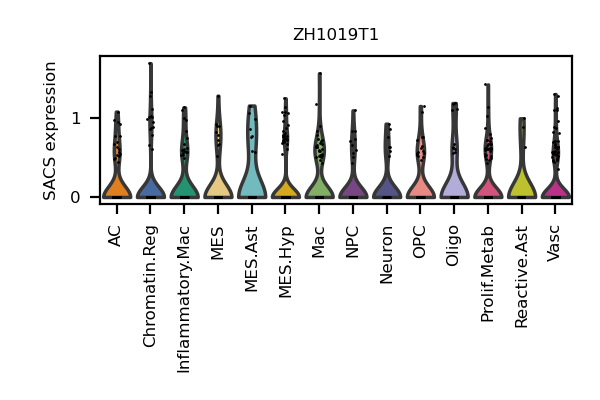 ZH1019T1
SACS expression
1
0
AC
Chromatin.Reg
Inflammatory.Mac
MES
MES.Ast
MES.Hyp
Mac
NPC
Neuron
OPC
Oligo
Prolif.Metab
Reactive.Ast
Vasc